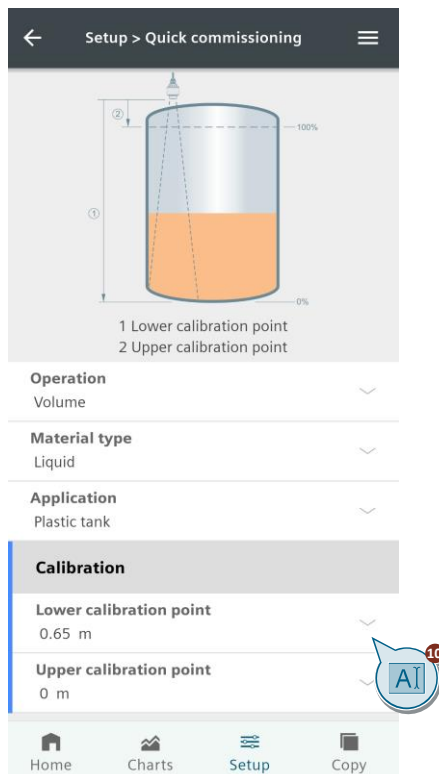 Setup > Quick commissioning
②
100%
①
0%
1 Lower calibration point
2 Upper calibration point
Operation
Volume
Material type
Liquid
Application
Plastic tank
Calibration
Lower calibration point
0.65 m
10
Upper calibration point
0 m
A
Home Charts Setup Copy